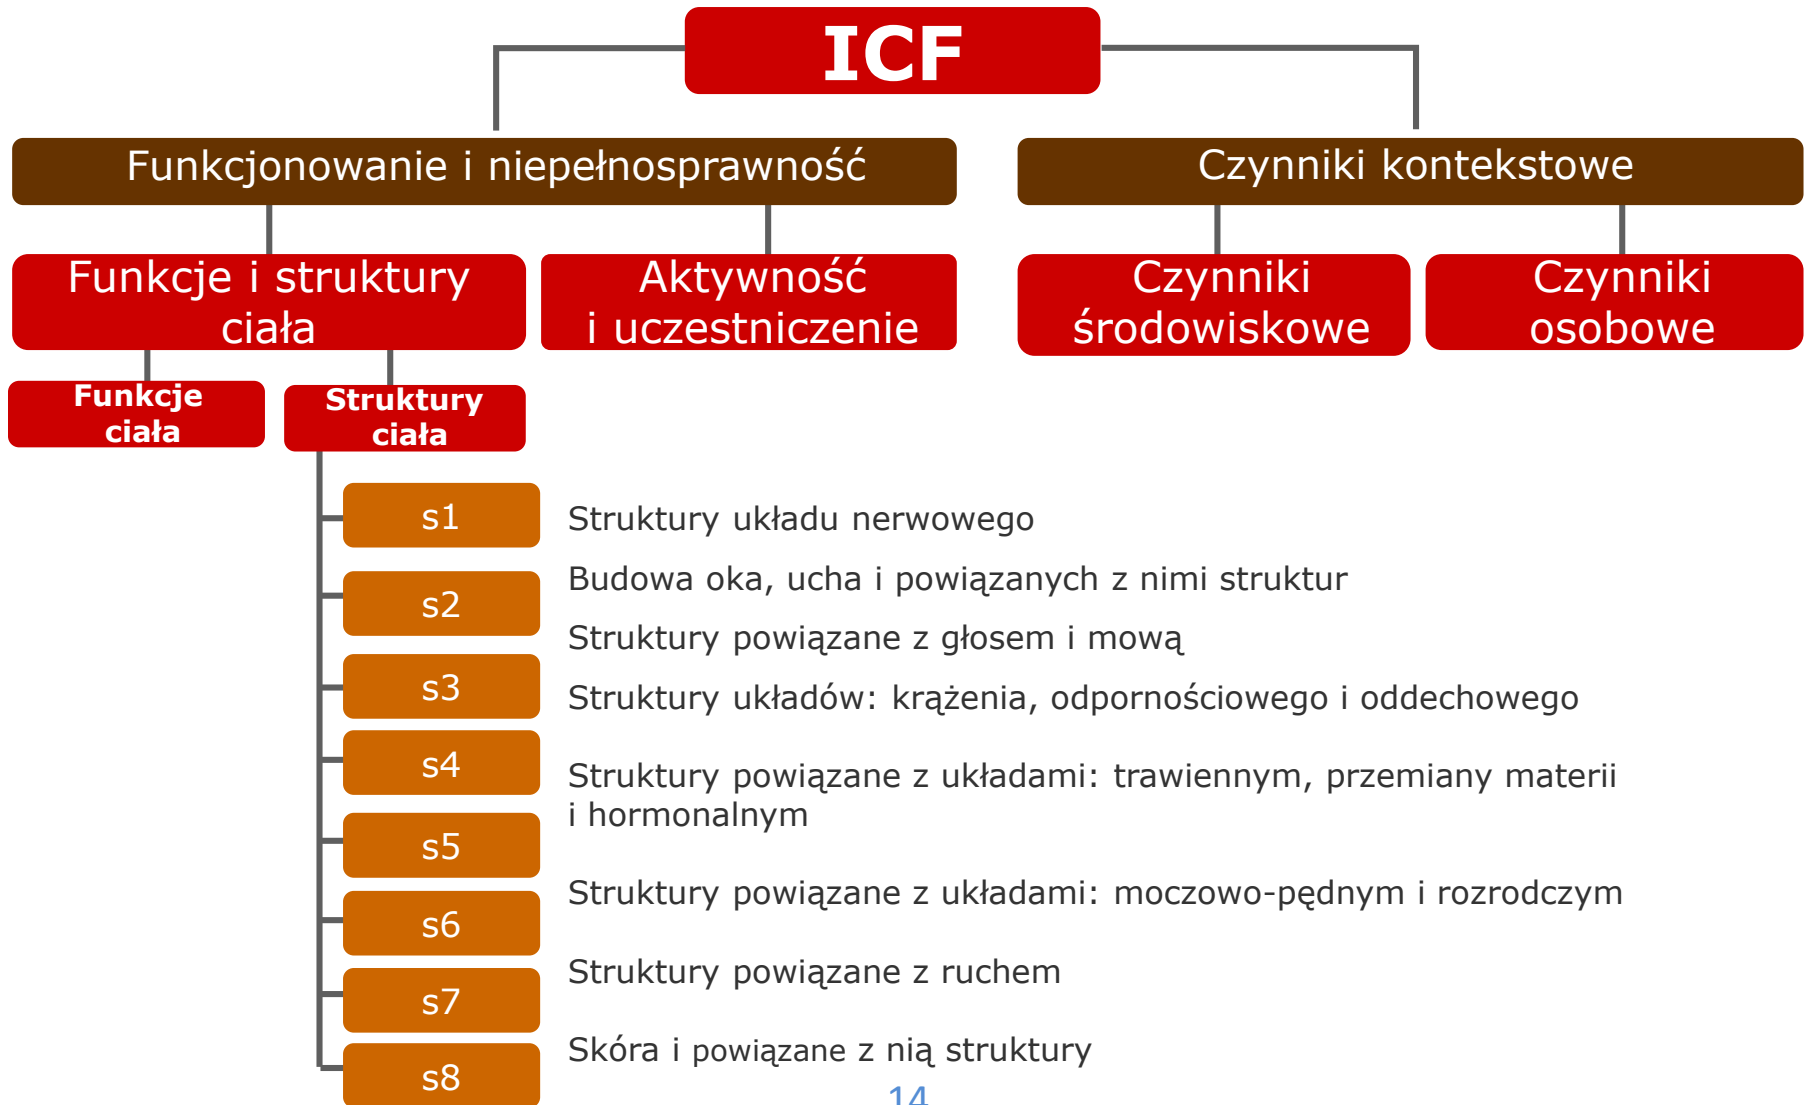 ICF
Funkcjonowanie i niepełnosprawność
Czynniki kontekstowe
Funkcje i struktury
ciała
Aktywność
i uczestniczenie
Czynniki
środowiskowe
Czynniki
osobowe
Funkcje
ciała
Struktury
ciała
s1
Struktury układu nerwowego
s2
Budowa oka, ucha i powiązanych z nimi struktur
s3
Struktury powiązane z głosem i mową
s4
Struktury układów: krążenia, odpornościowego i oddechowego
s5
Struktury powiązane z układami: trawiennym, przemiany materii
i hormonalnym
s6
Struktury powiązane z układami: moczowo-pędnym i rozrodczym
s7
Struktury powiązane z ruchem
s8
Skóra i powiązane z nią struktury
14